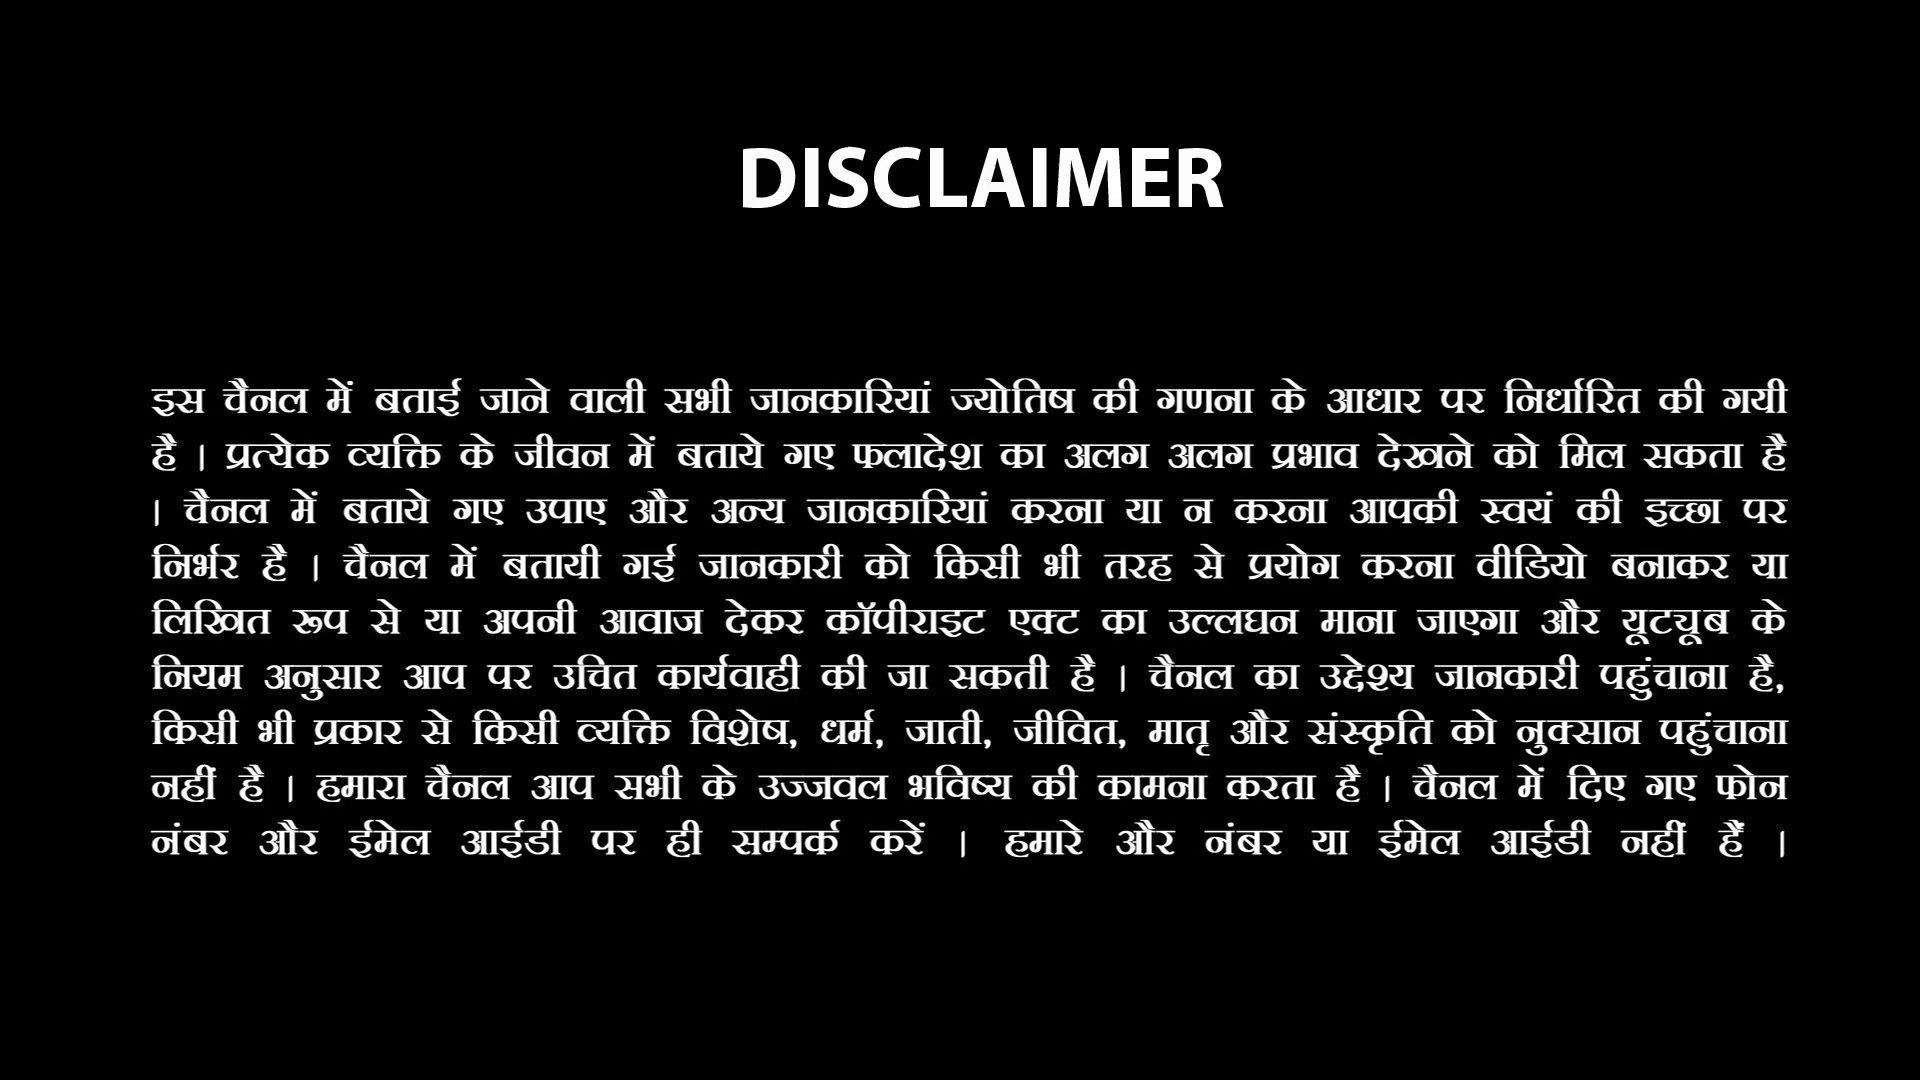 DISCLAIMER
इस चैनल में बताई जाने वाली सभी जानकारियां ज्योतिष की गणना के आधार पर निर्धारित की गयी
है । प्रत्येक व्यक्ति के जीवन में बताये गए फलादेश का अलग अलग प्रभाव देखने को मिल सकता है
। चैनल में बताये गए उपाए और अन्य जानकारियां करना या न करना आपकी स्वयं की इच्छा पर
निर्भर है । चैनल में बतायी गई जानकारी को किसी भी तरह से प्रयोग करना वीडियो बनाकर या
लिखित रूप से या अपनी आवाज देकर कॉपीराइट एक्ट का उल्लघन माना जाएगा और यूट्यूब के
नियम अनुसार आप पर उचित कार्यवाही की जा सकती है । चैनल का उद्देश्य जानकारी पहुंचाना है,
किसी भी प्रकार से किसी व्यक्ति विशेष, धर्म, जाती, जीवित, मातृ और संस्कृति को नुक्सान पहुंचाना
नहीं है । हमारा चैनल आप सभी के उज्जवल भविष्य की कामना करता है । चैनल में दिए गए फोन
नंबर और ईमेल आईडी पर ही सम्पर्क करें । हमारे और नंबर या ईमेल आईडी नहीं हैं ।